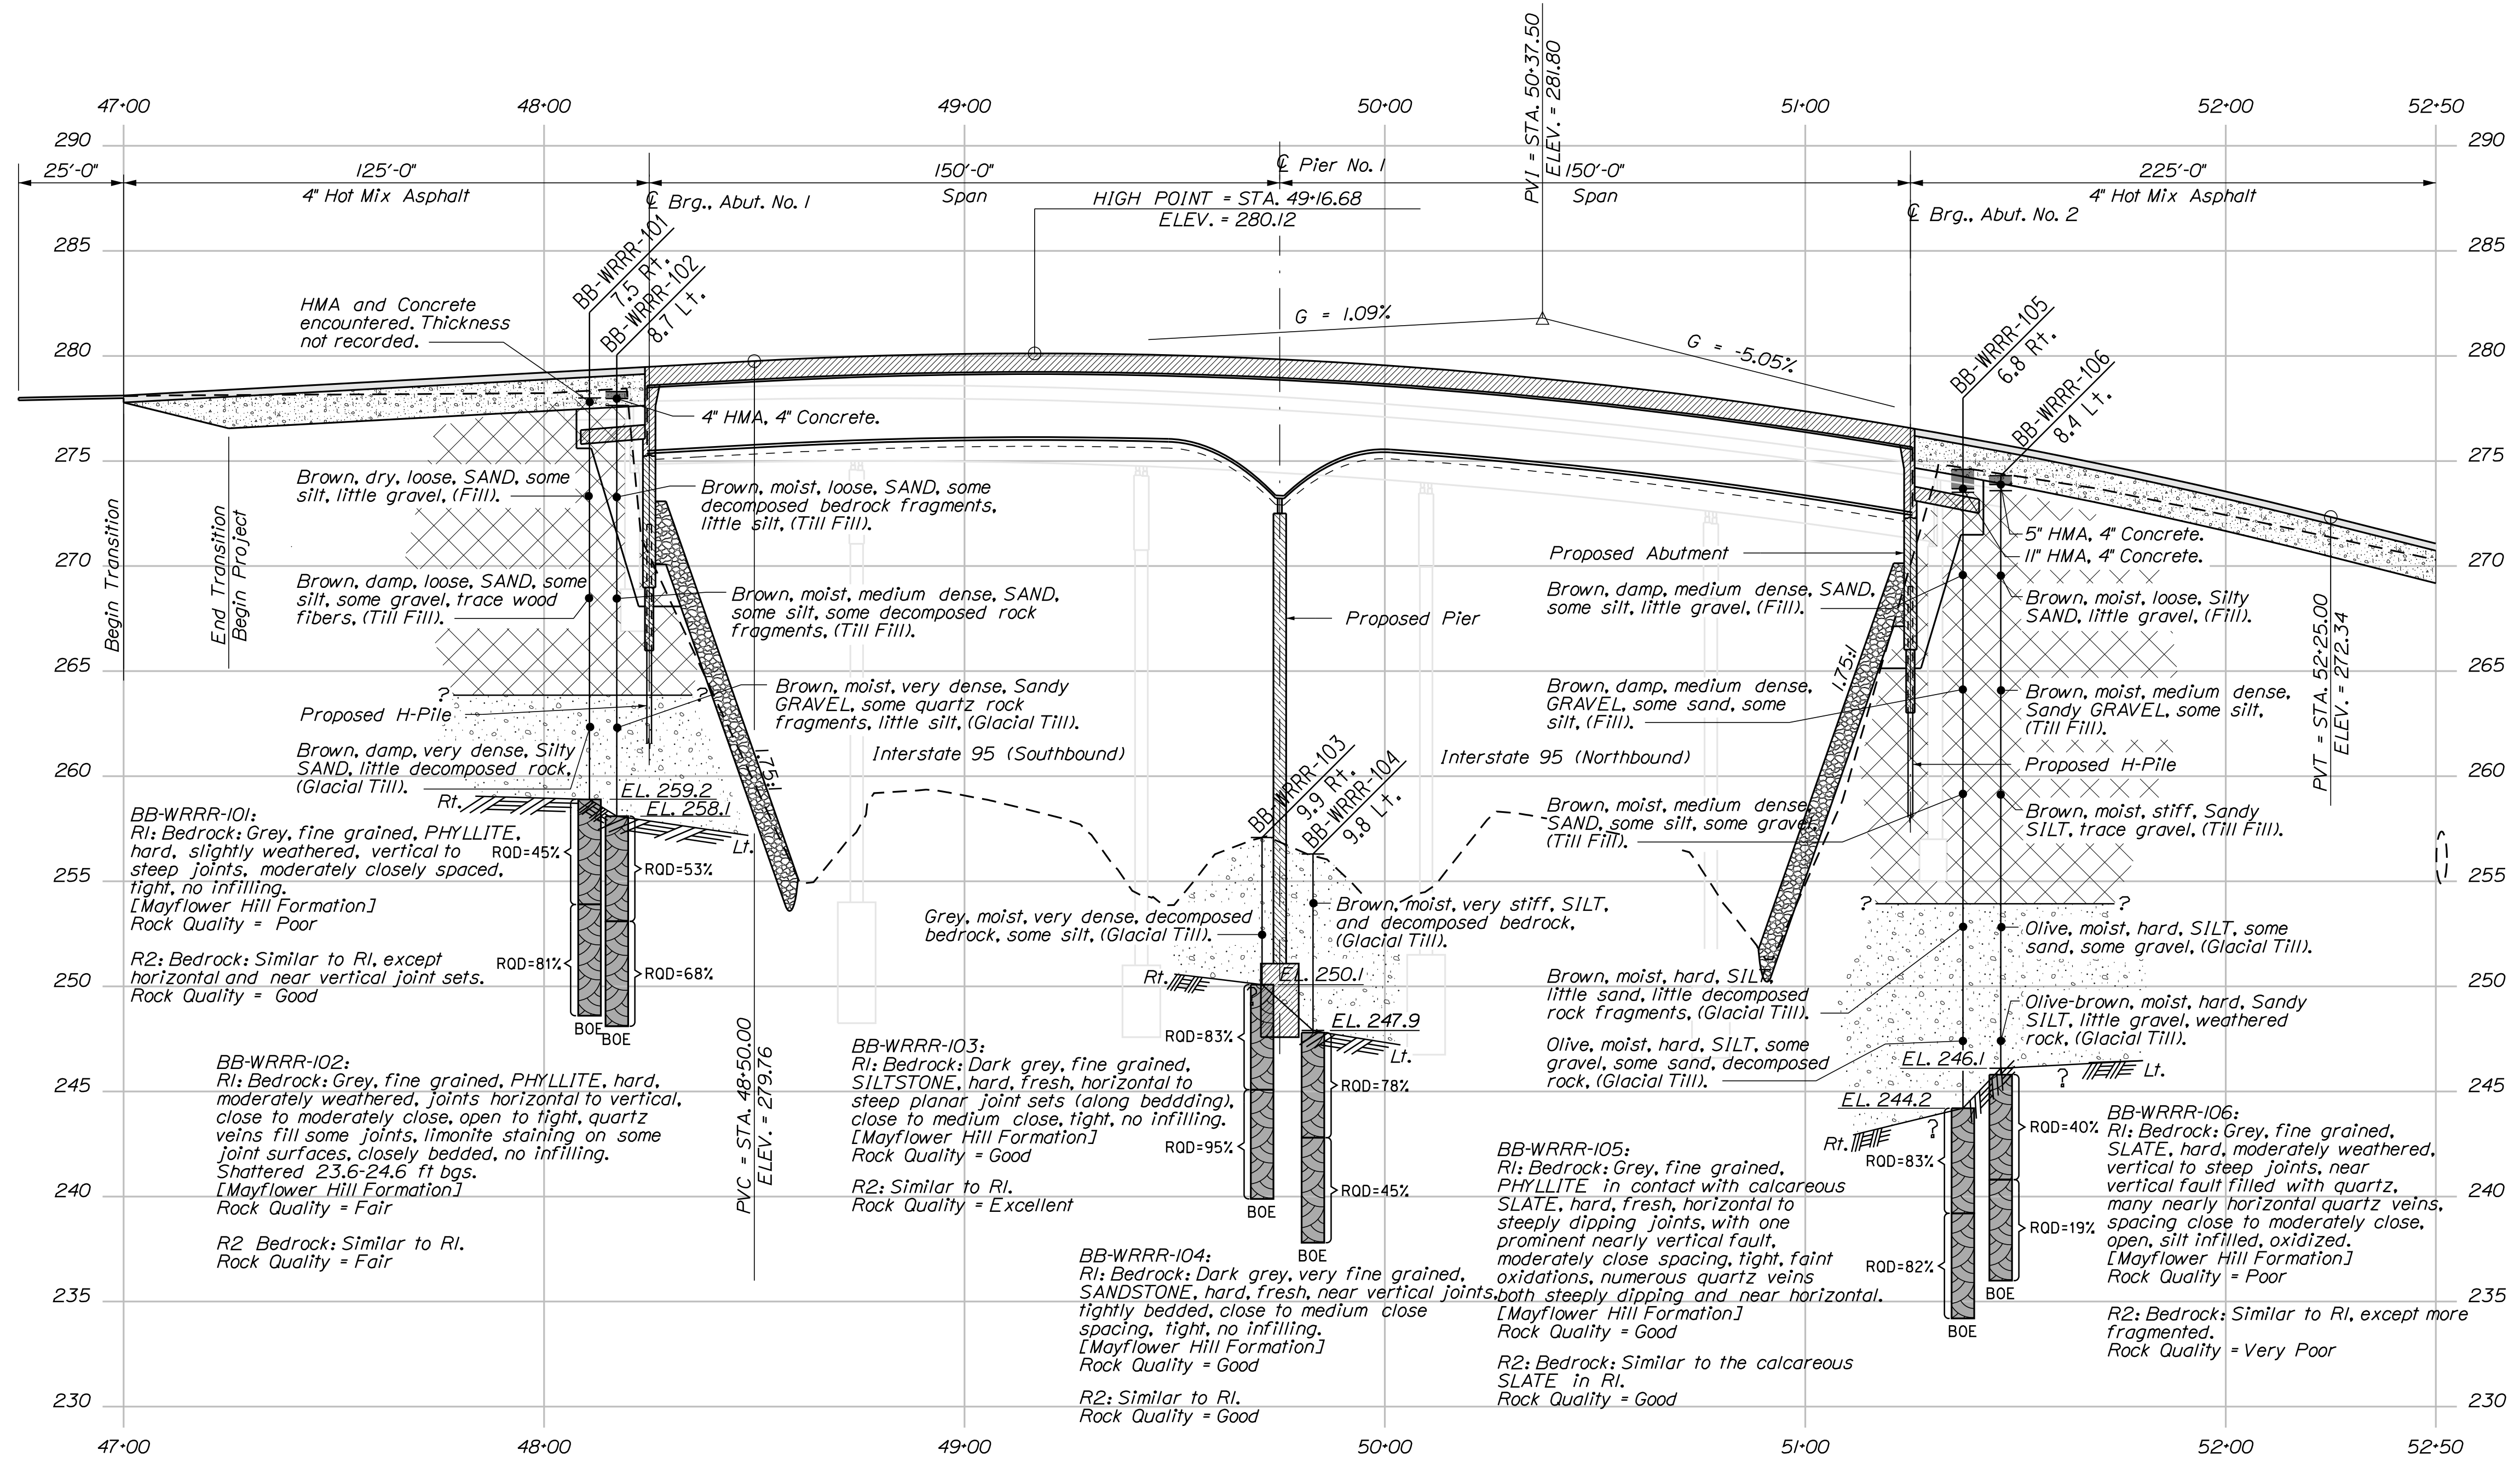 PVI = STA. 50+37.50
ELEV. = 281.80
47+00
48+00
49+00
50+00
51+00
52+00
52+50
290
290
25'-0"
125'-0"
4" Hot Mix Asphalt
150'-0"
Span
℄ Pier No. 1
150'-0"
Span
225'-0"
4" Hot Mix Asphalt
℄ Brg., Abut. No. 1
HIGH POINT = STA. 49+16.68
ELEV. = 280.12
℄ Brg., Abut. No. 2
285
285
BB-WRRR-101
7.5 Rt.
BB-WRRR-102
8.7 Lt.
HMA and Concrete
encountered. Thickness
not recorded.
G = 1.09%
G = -5.05%
BB-WRRR-105
6.8 Rt.
BB-WRRR-106
8.4 Lt.
280
280
4" HMA, 4" Concrete.
275
275
Brown, dry, loose, SAND, some
silt, little gravel, (Fill).
Brown, moist, loose, SAND, some
decomposed bedrock fragments,
little silt, (Till Fill).
Begin Transition
End Transition
Begin Project
5" HMA, 4" Concrete.
11" HMA, 4" Concrete.
Proposed Abutment
270
270
Brown, damp, loose, SAND, some
silt, some gravel, trace wood
fibers, (Till Fill).
Brown, moist, medium dense, SAND,
some silt, some decomposed rock
fragments, (Till Fill).
Proposed Pier
Brown, damp, medium dense, SAND,
some silt, little gravel, (Fill).
Brown, moist, loose, Silty
SAND, little gravel, (Fill).
PVT = STA. 52+25.00
ELEV. = 272.34
265
265
?
?
1.75:1
Proposed H-Pile
Brown, moist, very dense, Sandy
GRAVEL, some quartz rock
fragments, little silt, (Glacial Till).
Brown, damp, medium dense,
GRAVEL, some sand, some
silt, (Fill).
Brown, moist, medium dense,
Sandy GRAVEL, some silt,
(Till Fill).
Brown, damp, very dense, Silty
SAND, little decomposed rock,
(Glacial Till).
1.75:1
Interstate 95 (Southbound)
BB-WRRR-103
9.9 Rt.
BB-WRRR-104
9.8 Lt.
Interstate 95 (Northbound)
Proposed H-Pile
260
260
Rt.
EL. 259.2
EL. 258.1
Lt.
Brown, moist, medium dense,
SAND, some silt, some gravel,
(Till Fill).
Brown, moist, stiff, Sandy
SILT, trace gravel, (Till Fill).
BB-WRRR-101:
R1: Bedrock: Grey, fine grained, PHYLLITE,
hard, slightly weathered, vertical to
steep joints, moderately closely spaced,
tight, no infilling.
[Mayflower Hill Formation]
Rock Quality = Poor
R2: Bedrock: Similar to R1, except
horizontal and near vertical joint sets.
Rock Quality = Good
RQD=45%
RQD=53%
RQD=81%
RQD=68%
BOE
BOE
255
255
Grey, moist, very dense, decomposed
bedrock, some silt, (Glacial Till).
Brown, moist, very stiff, SILT,
and decomposed bedrock,
(Glacial Till).
?
?
Olive, moist, hard, SILT, some
sand, some gravel, (Glacial Till).
250
250
Rt.
EL. 250.1
EL. 247.9
Lt.
Brown, moist, hard, SILT,
little sand, little decomposed
rock fragments, (Glacial Till).
Olive-brown, moist, hard, Sandy
SILT, little gravel, weathered
rock, (Glacial Till).
Olive, moist, hard, SILT, some
gravel, some sand, decomposed
rock, (Glacial Till).
EL. 246.1
?
Lt.
EL. 244.2
Rt.
?
245
245
BB-WRRR-102:
R1: Bedrock: Grey, fine grained, PHYLLITE, hard,
moderately weathered, joints horizontal to vertical,
close to moderately close, open to tight, quartz
veins fill some joints, limonite staining on some
joint surfaces, closely bedded, no infilling.
Shattered 23.6-24.6 ft bgs.
[Mayflower Hill Formation]
Rock Quality = Fair
R2 Bedrock: Similar to R1.
Rock Quality = Fair
PVC = STA. 48+50.00
ELEV. = 279.76
BB-WRRR-103:
R1: Bedrock: Dark grey, fine grained,
SILTSTONE, hard, fresh, horizontal to
steep planar joint sets (along beddding),
close to medium close, tight, no infilling.
[Mayflower Hill Formation]
Rock Quality = Good
R2: Similar to R1.
Rock Quality = Excellent
RQD=83%
RQD=95%
BOE
RQD=78%
RQD=45%
BOE
BB-WRRR-104:
R1: Bedrock: Dark grey, very fine grained,
SANDSTONE, hard, fresh, near vertical joints,
tightly bedded, close to medium close
spacing, tight, no infilling.
[Mayflower Hill Formation]
Rock Quality = Good
R2: Similar to R1.
Rock Quality = Good
BB-WRRR-105:
R1: Bedrock: Grey, fine grained,
PHYLLITE in contact with calcareous
SLATE, hard, fresh, horizontal to
steeply dipping joints, with one
prominent nearly vertical fault,
moderately close spacing, tight, faint
oxidations, numerous quartz veins
both steeply dipping and near horizontal.
[Mayflower Hill Formation]
Rock Quality = Good
R2: Bedrock: Similar to the calcareous
SLATE in R1.
Rock Quality = Good
RQD=83%
RQD=82%
BOE
RQD=40%
RQD=19%
BOE
BB-WRRR-106:
R1: Bedrock: Grey, fine grained,
SLATE, hard, moderately weathered,
vertical to steep joints, near
vertical fault filled with quartz,
many nearly horizontal quartz veins,
spacing close to moderately close,
open, silt infilled, oxidized.
[Mayflower Hill Formation]
Rock Quality = Poor
R2: Bedrock: Similar to R1, except more
fragmented.
Rock Quality = Very Poor
240
240
235
235
230
230
47+00
48+00
49+00
50+00
51+00
52+00
52+50